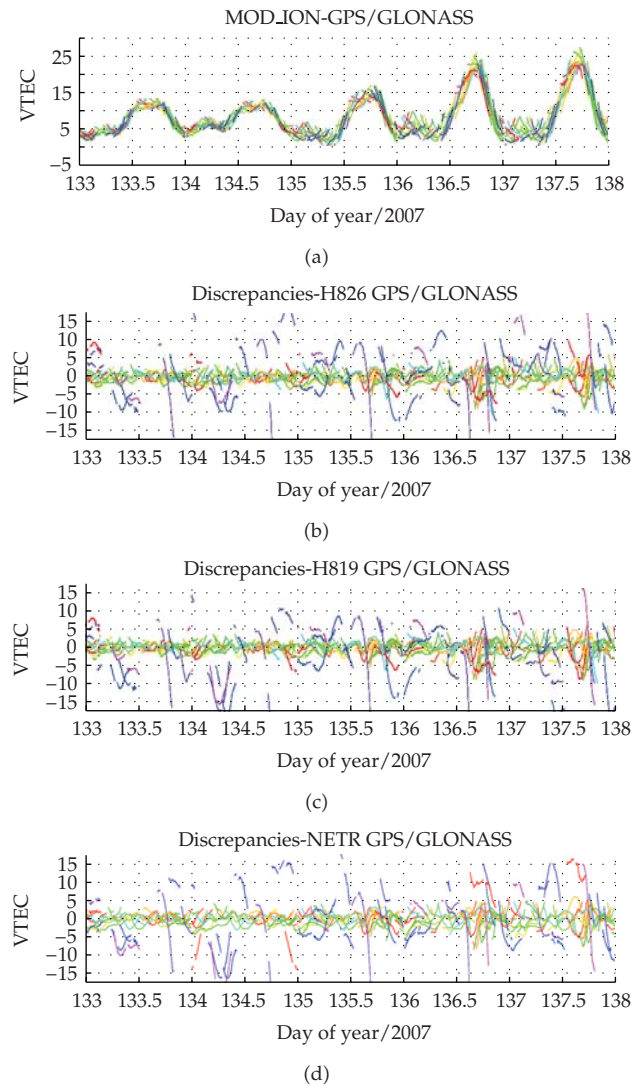 MOD_ION-GPS/GLONASS
VTEC
25
15
5
−5
133 133.5 134 134.5 135 135.5 136 136.5 137 137.5 138
Day of year/2007
(a)
Discrepancies-H826 GPS/GLONASS
VTEC
15
10
5
0
−5
−10
−15
133 133.5 134 134.5 135 135.5 136 136.5 137 137.5 138
Day of year/2007
(b)
Discrepancies-H819 GPS/GLONASS
VTEC
15
10
5
0
−5
−10
−15
133 133.5 134 134.5 135 135.5 136 136.5 137 137.5 138
Day of year/2007
(c)
Discrepancies-NETR GPS/GLONASS
VTEC
15
10
5
0
−5
−10
−15
133 133.5 134 134.5 135 135.5 136 136.5 137 137.5 138
Day of year/2007
(d)